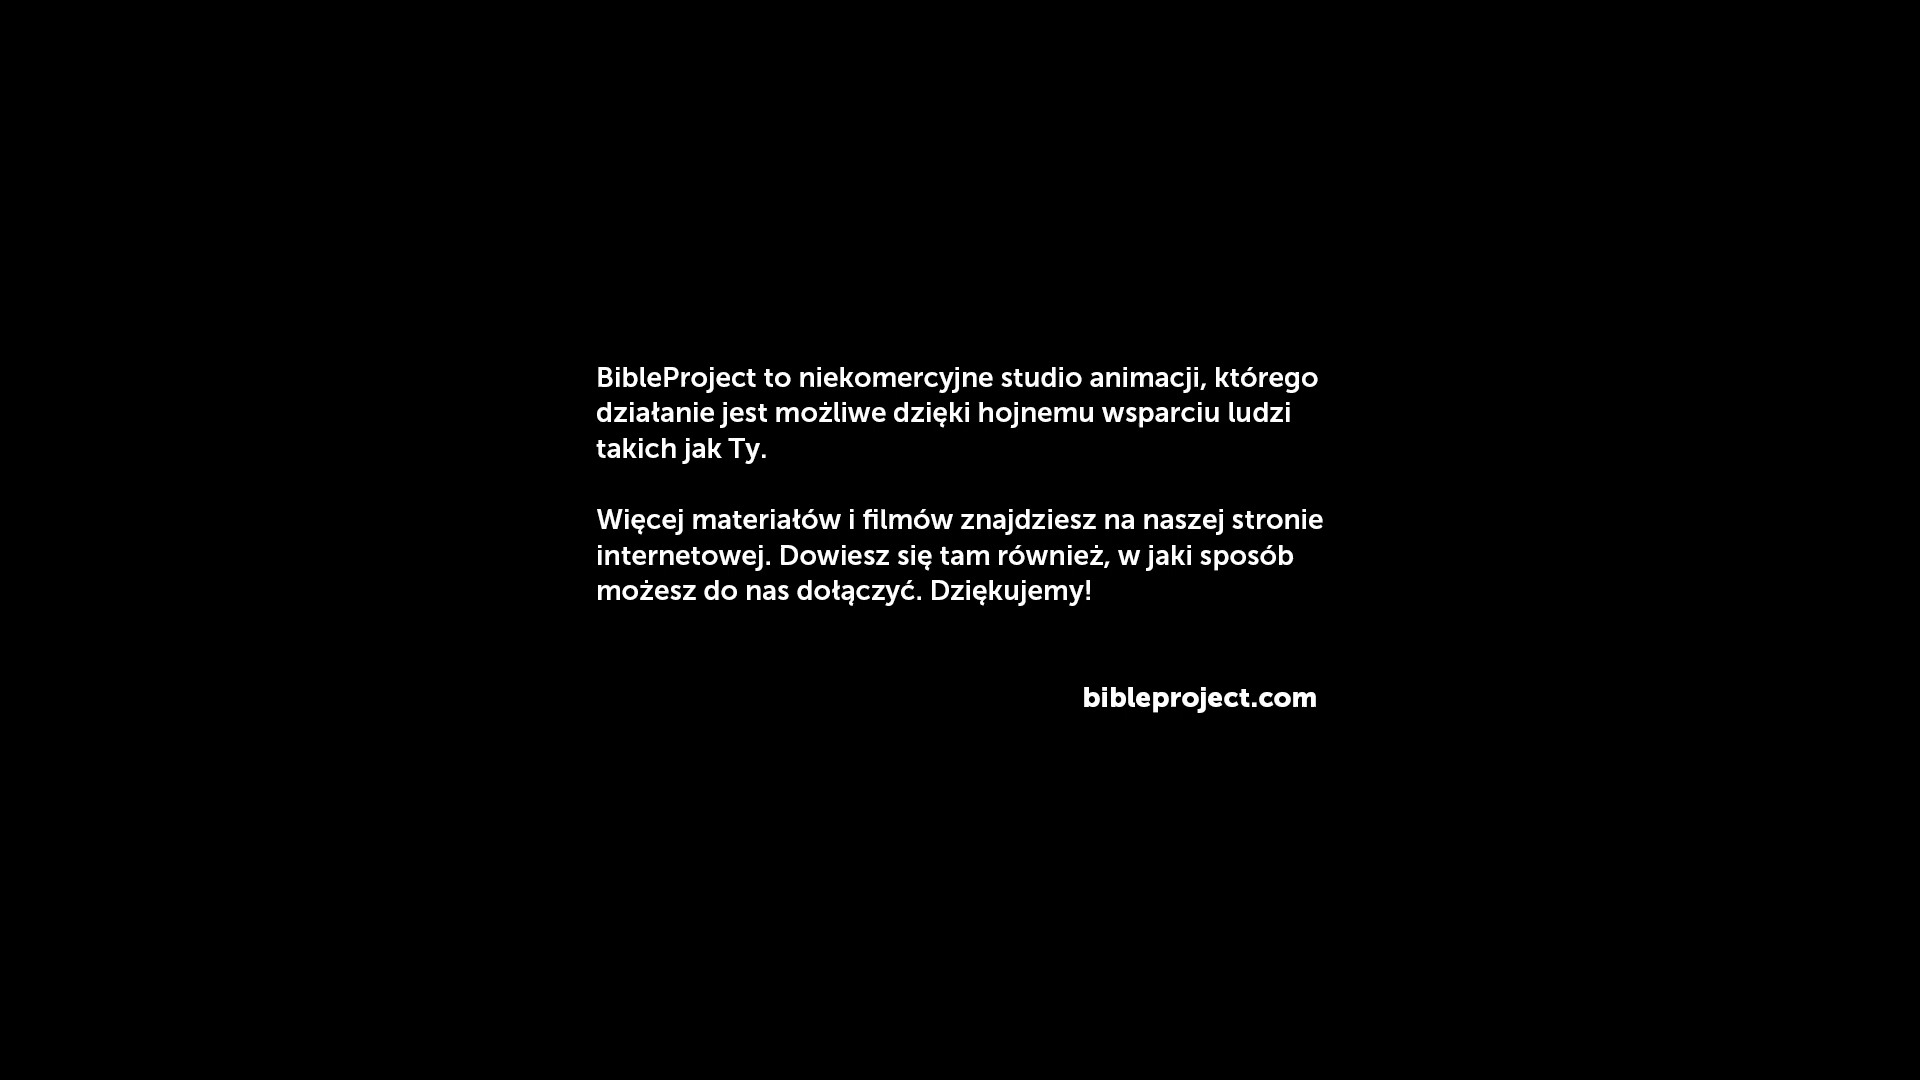 BibleProject to niekomercyjne studio animacji, którego
działanie jest możliwe dzięki hojnemu wsparciu ludzi
takich jak Ty.
Więcej materiałów i filmów znajdziesz na naszej stronie
internetowej. Dowiesz się tam również, w jaki sposób
możesz do nas dołączyć. Dziękujemy!
bibleproject.com